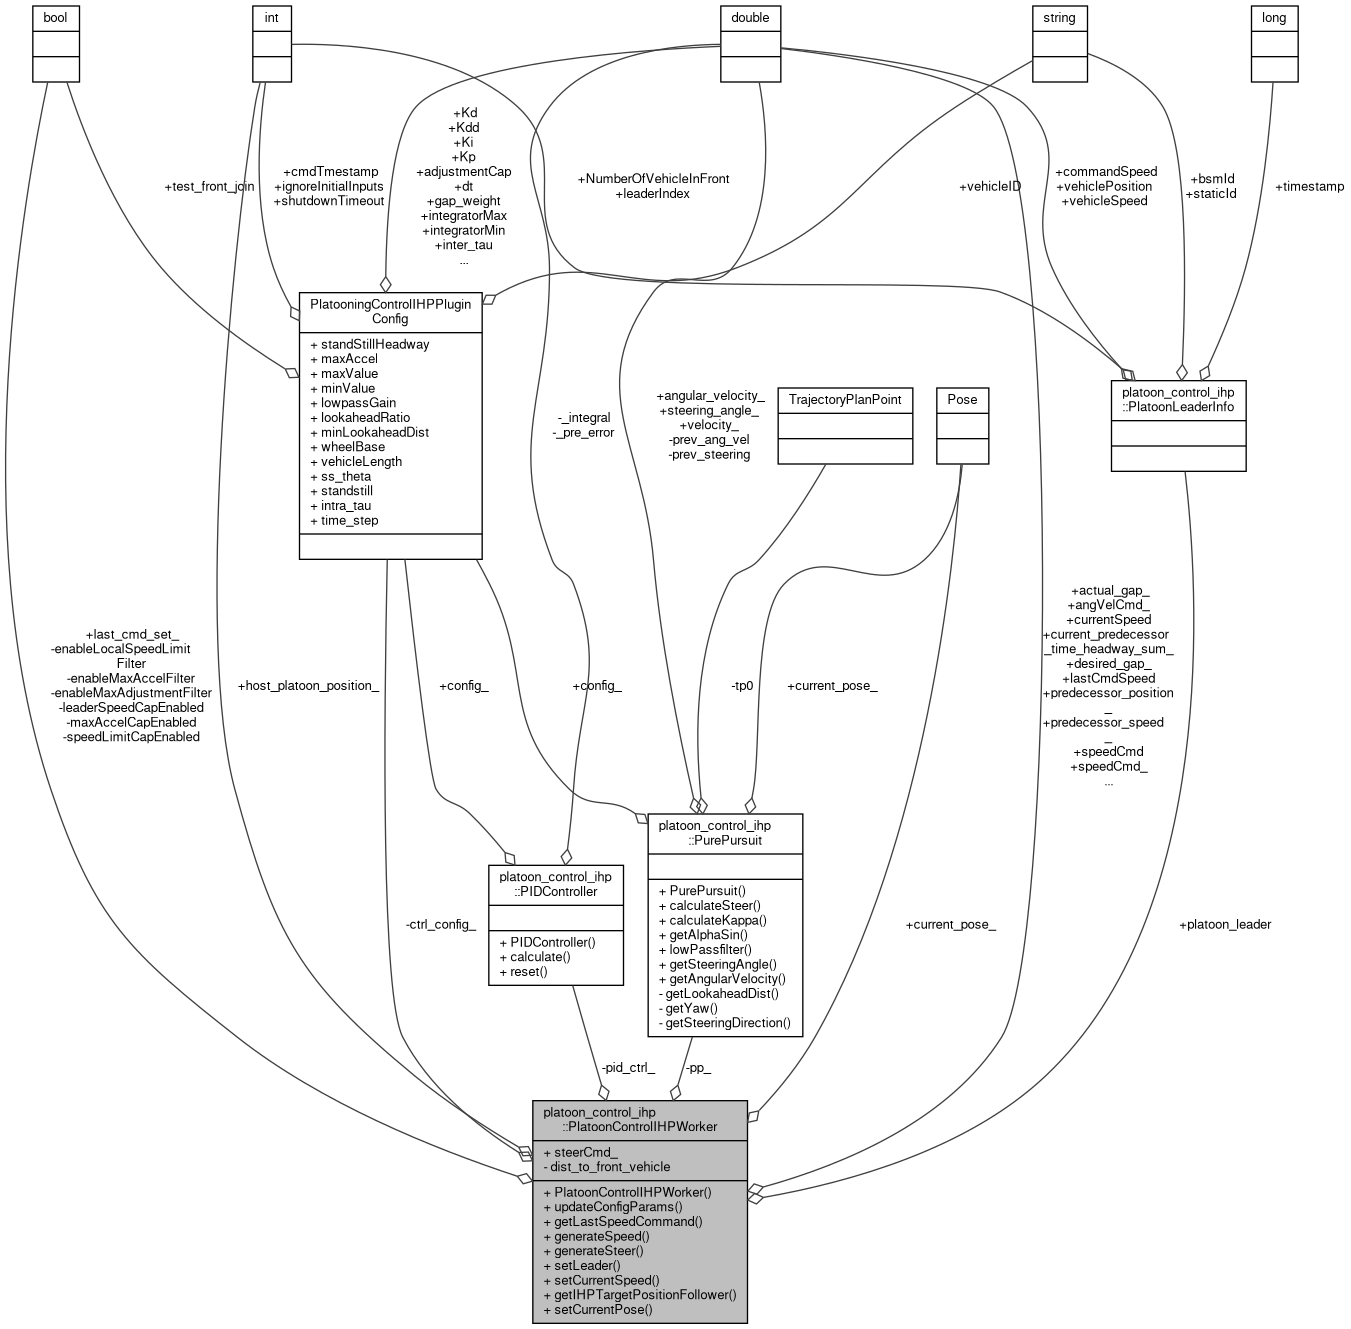 bool
int
double
string
long
+Kd
+Kdd
+Ki
+Kp
+adjustmentCap
+dt
+gap_weight
+integratorMax
+integratorMin
+inter_tau
...
+test_front_join
+cmdTmestamp
+ignoreInitialInputs
+shutdownTimeout
+NumberOfVehicleInFront
+leaderIndex
+vehicleID
+commandSpeed
+vehiclePosition
+vehicleSpeed
+bsmId
+staticId
+timestamp
PlatooningControlIHPPlugin
Config
+ standStillHeadway
+ maxAccel
+ maxValue
+ minValue
+ lowpassGain
+ lookaheadRatio
+ minLookaheadDist
+ wheelBase
+ vehicleLength
+ ss_theta
+ standstill
+ intra_tau
+ time_step
-_integral
-_pre_error
+angular_velocity_
+steering_angle_
+velocity_
-prev_ang_vel
-prev_steering
TrajectoryPlanPoint
Pose
platoon_control_ihp
::PlatoonLeaderInfo
+last_cmd_set_
-enableLocalSpeedLimit
Filter
-enableMaxAccelFilter
-enableMaxAdjustmentFilter
-leaderSpeedCapEnabled
-maxAccelCapEnabled
-speedLimitCapEnabled
+host_platoon_position_
+config_
+config_
-tp0
+current_pose_
+actual_gap_
+angVelCmd_
+currentSpeed
+current_predecessor
_time_headway_sum_
+desired_gap_
+lastCmdSpeed
+predecessor_position
_
+predecessor_speed
_
+speedCmd
+speedCmd_
...
platoon_control_ihp
::PIDController
+ PIDController()
+ calculate()
+ reset()
platoon_control_ihp
::PurePursuit
+ PurePursuit()
+ calculateSteer()
+ calculateKappa()
+ getAlphaSin()
+ lowPassfilter()
+ getSteeringAngle()
+ getAngularVelocity()
- getLookaheadDist()
- getYaw()
- getSteeringDirection()
-ctrl_config_
+current_pose_
+platoon_leader
-pid_ctrl_
-pp_
platoon_control_ihp
::PlatoonControlIHPWorker
+ steerCmd_
- dist_to_front_vehicle
+ PlatoonControlIHPWorker()
+ updateConfigParams()
+ getLastSpeedCommand()
+ generateSpeed()
+ generateSteer()
+ setLeader()
+ setCurrentSpeed()
+ getIHPTargetPositionFollower()
+ setCurrentPose()